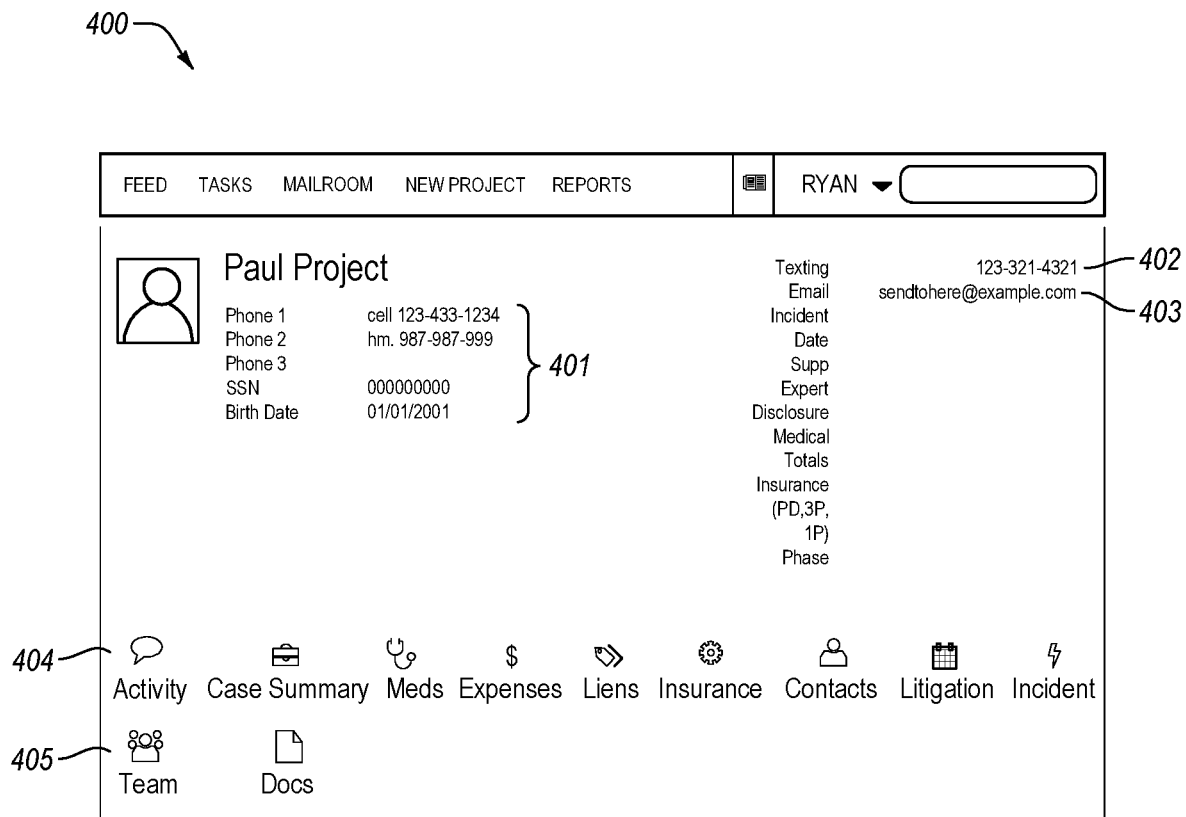 400
FEED TASKS MAILROOM NEW PROJECT REPORTS RYAN
Paul Project
Phone 1 cell 123-433-1234
Phone 2 hm. 987-987-999
Phone 3
SSN 000000000
Birth Date 01/01/2001
401
Texting 123-321-4321 402
Email sendtohere@example.com 403
Incident
Date
Supp
Expert
Disclosure
Medical
Totals
Insurance
(PD,3P,
1P)
Phase
404
$
Activity Case Summary Meds Expenses Liens Insurance Contacts Litigation Incident
405
Team Docs